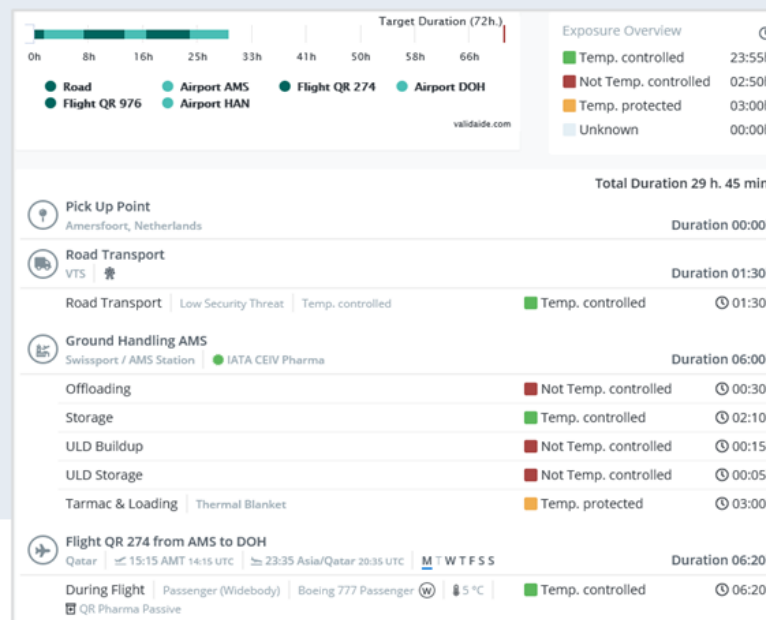 Target Duration (72h.)
0h 8h 16h 25h 33h 41h 50h 58h 66h
Road Airport AMS Flight QR 274 Airport DOH
Flight QR 976 Airport HAN
validaide.com
Exposure Overview
Temp. controlled 23:55h
Not Temp. controlled 02:50h
Temp. protected 03:00h
Unknown 00:00h
Total Duration 29 h. 45 min
Pick Up Point
Amersfoort, Netherlands Duration 00:00
Road Transport
VTS Duration 01:30
Road Transport Low Security Threat Temp. controlled Temp. controlled 01:30
Ground Handling AMS
Swissport / AMS Station IATA CEIV Pharma Duration 06:00
Offloading Not Temp. controlled 00:30
Storage Temp. controlled 02:10
ULD Buildup Not Temp. controlled 00:15
ULD Storage Not Temp. controlled 00:05
Tarmac & Loading Thermal Blanket Temp. protected 03:00
Flight QR 274 from AMS to DOH
Qatar 15:15 AMT 14:15 UTC 23:35 Asia/Qatar 20:35 UTC M T W T F S S Duration 06:20
During Flight Passenger (Widebody) Boeing 777 Passenger W 5 °C Temp. controlled 06:20
QR Pharma Passive